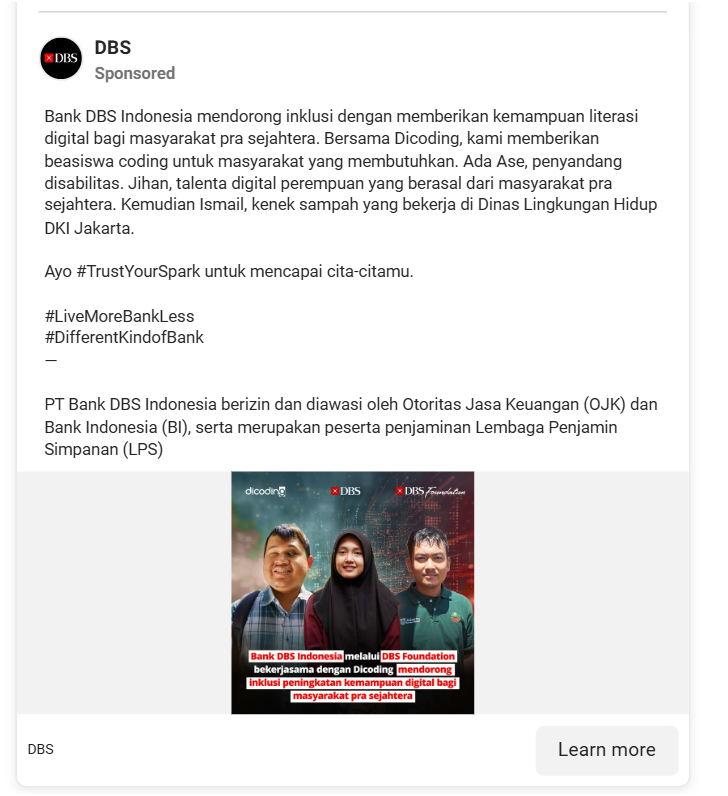 DBS
DBS
Sponsored
Bank DBS Indonesia mendorong inklusi dengan memberikan kemampuan literasi
digital bagi masyarakat pra sejahtera. Bersama Dicoding, kami memberikan
beasiswa coding untuk masyarakat yang membutuhkan. Ada Ase, penyandang
disabilitas. Jihan, talenta digital perempuan yang berasal dari masyarakat pra
sejahtera. Kemudian Ismail, kenek sampah yang bekerja di Dinas Lingkungan Hidup
DKI Jakarta.
Ayo #TrustYourSpark untuk mencapai cita-citamu.
#LiveMoreBankLess
#DifferentKindofBank
—
PT Bank DBS Indonesia berizin dan diawasi oleh Otoritas Jasa Keuangan (OJK) dan
Bank Indonesia (BI), serta merupakan peserta penjaminan Lembaga Penjamin
Simpanan (LPS)
dicoding DBS DBS Foundation
Bank DBS Indonesia melalui DBS Foundation
bekerjasama dengan Dicoding mendorong
inklusi peningkatan kemampuan digital bagi
masyarakat pra sejahtera
DBS
Learn more